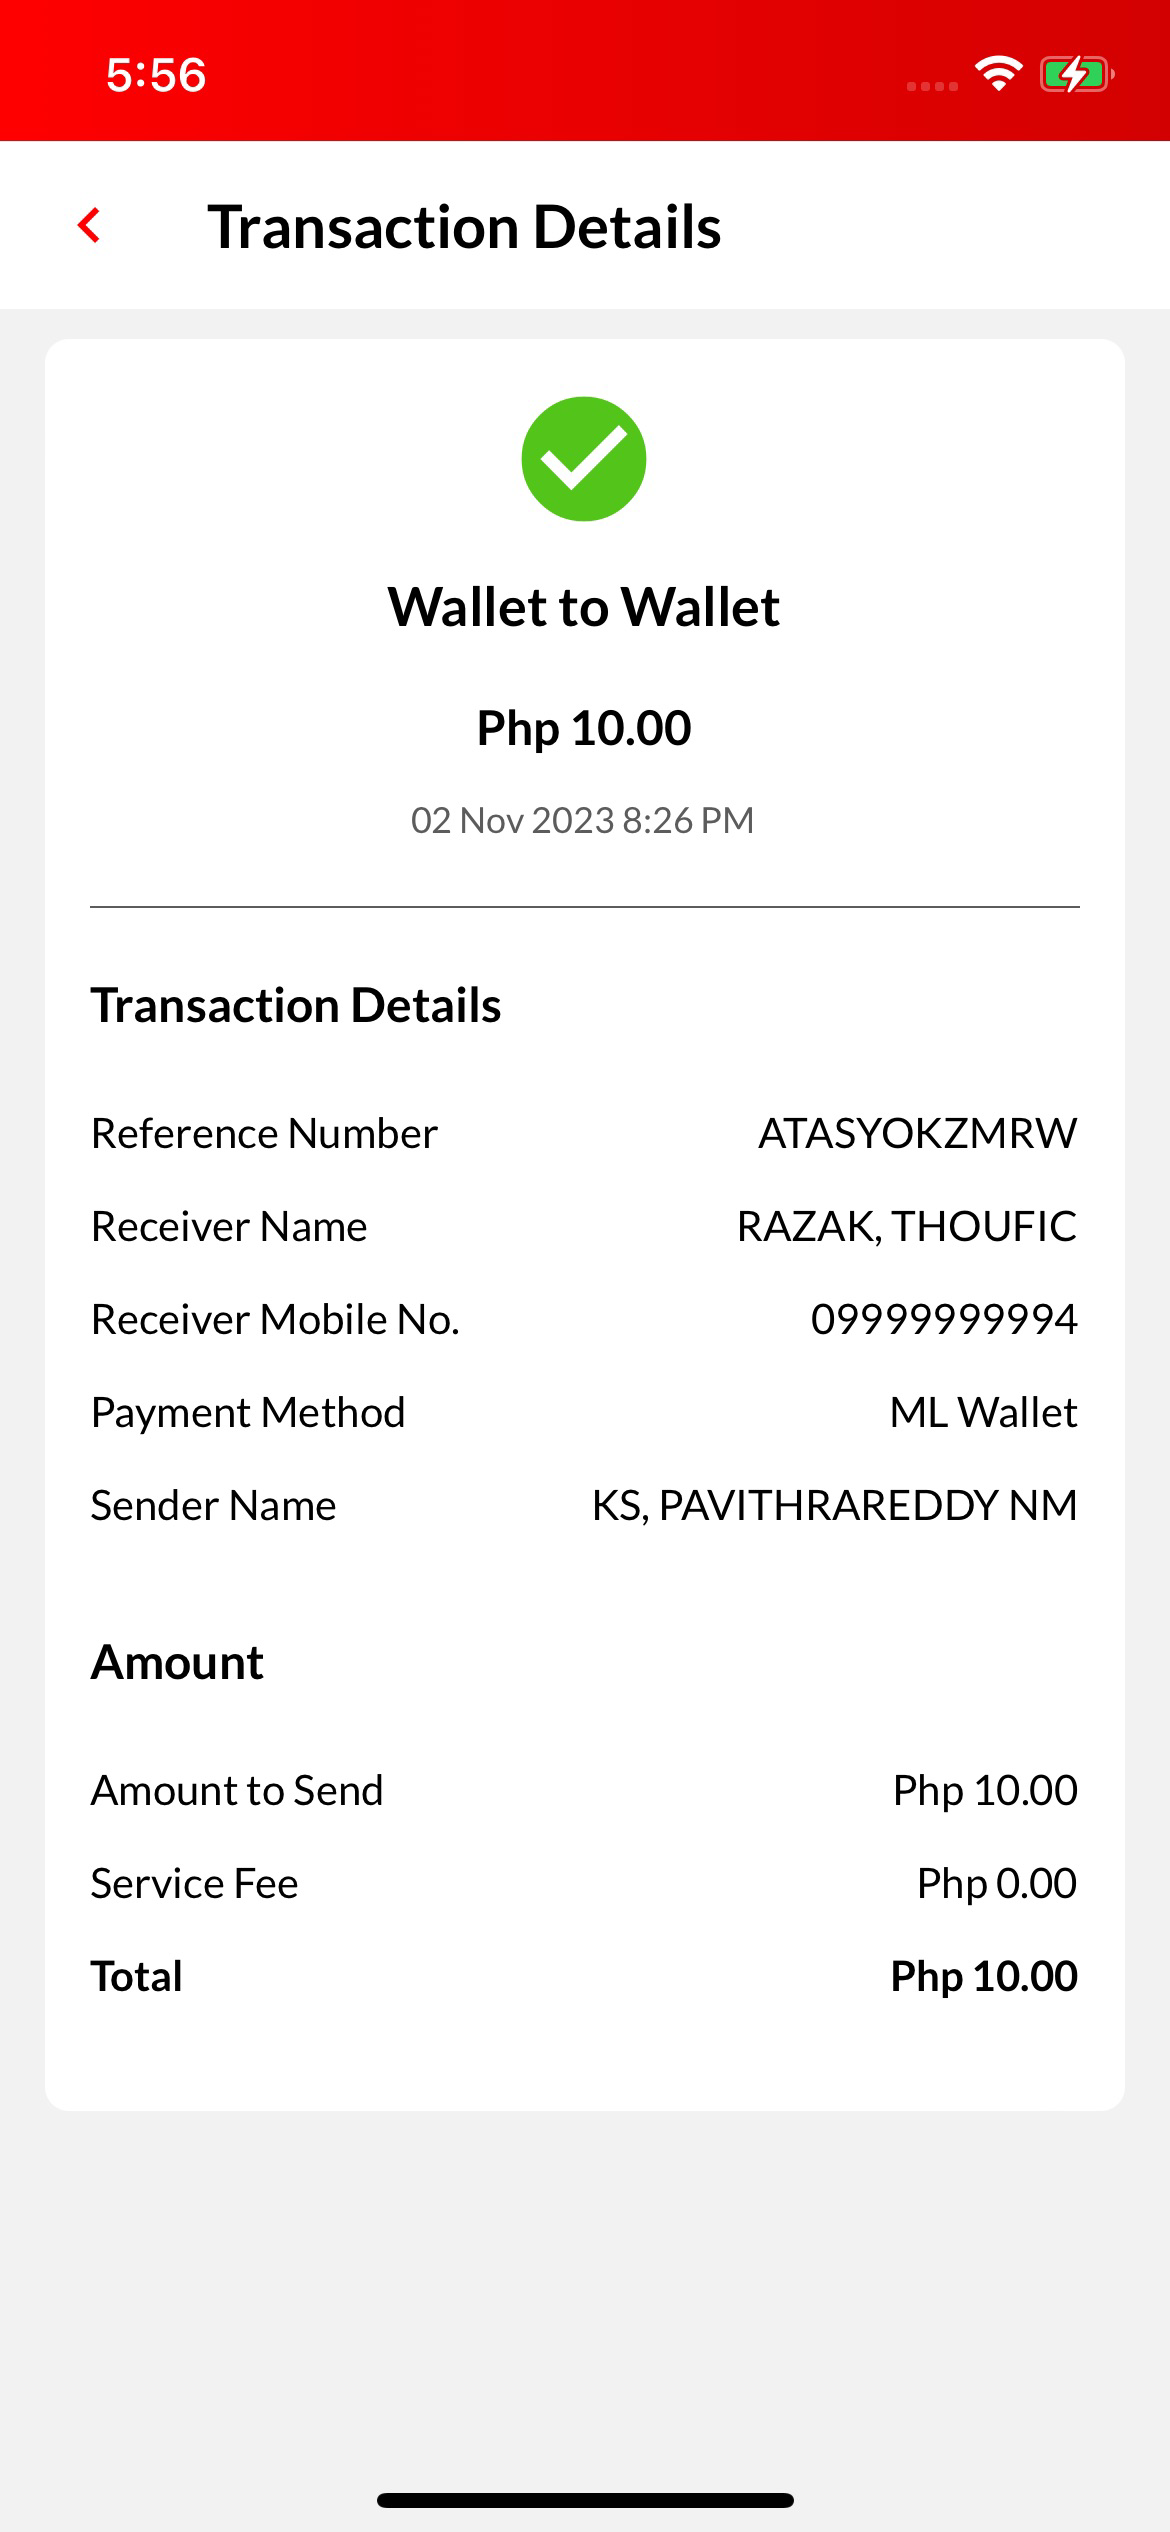 5:56
Transaction Details
Wallet to Wallet
Php 10.00
02 Nov 2023 8:26 PM
Transaction Details
Reference Number ATASYOKZMRW
Receiver Name RAZAK, THOUFIC
Receiver Mobile No. 09999999994
Payment Method ML Wallet
Sender Name KS, PAVITHRAREDDY NM
Amount
Amount to Send Php 10.00
Service Fee Php 0.00
Total Php 10.00